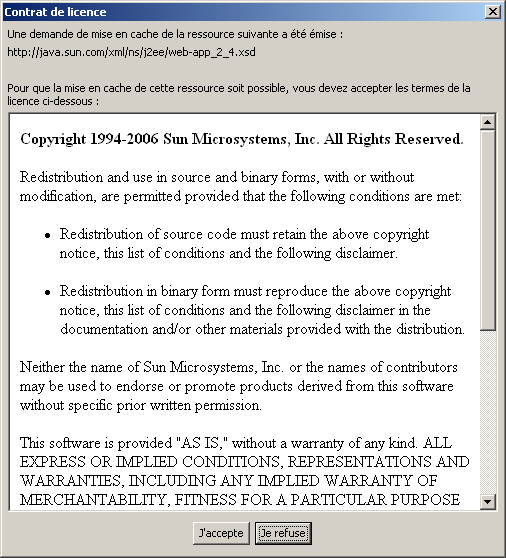 Contrat de licence
Une demande de mise en cache de la ressource suivante a été émise :
http://java.sun.com/xml/ns/j2ee/web-app_2_4.xsd
Pour que la mise en cache de cette ressource soit possible, vous devez accepter les termes de la
licence ci-dessous :
Copyright 1994-2006 Sun Microsystems, Inc. All Rights Reserved.
Redistribution and use in source and binary forms, with or without
modification, are permitted provided that the following conditions are met:
• Redistribution of source code must retain the above copyright
notice, this list of conditions and the following disclaimer.
• Redistribution in binary form must reproduce the above copyright
notice, this list of conditions and the following disclaimer in the
documentation and/or other materials provided with the distribution.
Neither the name of Sun Microsystems, Inc. or the names of contributors
may be used to endorse or promote products derived from this software
without specific prior written permission.
This software is provided "AS IS," without a warranty of any kind. ALL
EXPRESS OR IMPLIED CONDITIONS, REPRESENTATIONS AND
WARRANTIES, INCLUDING ANY IMPLIED WARRANTY OF
MERCHANTABILITY, FITNESS FOR A PARTICULAR PURPOSE
J'accepte Je refuse